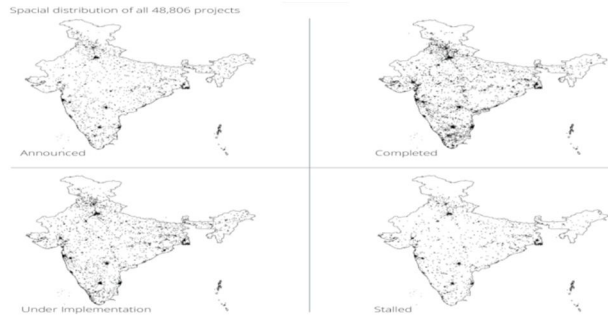 Spacial distribution of all 48,806 projects
Announced
Completed
Under Implementation
Stalled